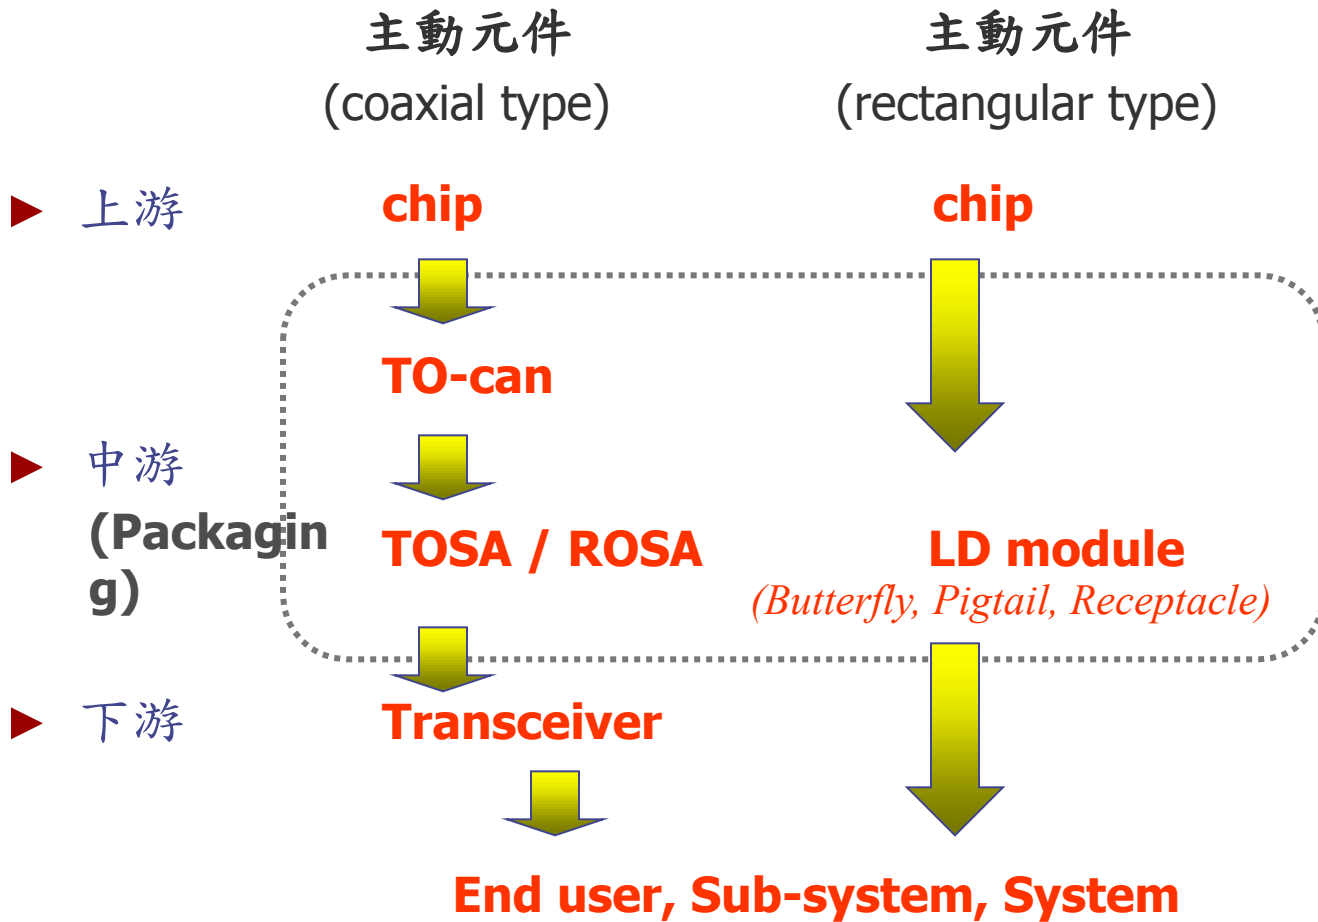 主動元件
(coaxial type)
主動元件
(rectangular type)
上游
chip
chip
TO-can
中游
(Packagin
g)
TOSA / ROSA
LD module
(Butterfly, Pigtail, Receptacle)
下游
Transceiver
End user, Sub-system, System